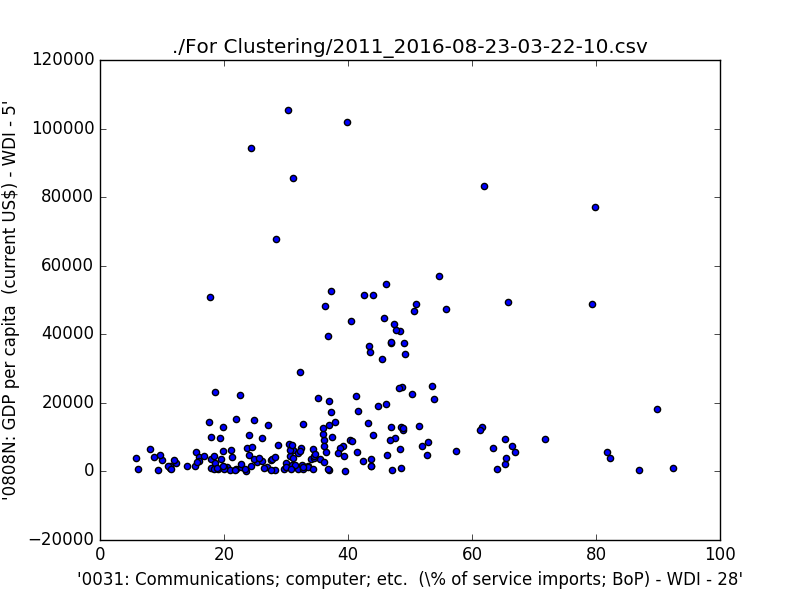 ./For Clustering/2011_2016-08-23-03-22-10.csv
120000
100000
80000
60000
40000
20000
0
−20000
0 20 40 60 80 100
'0808N: GDP per capita  (current US$) - WDI - 5'
'0031: Communications; computer; etc.  (\% of service imports; BoP) - WDI - 28'